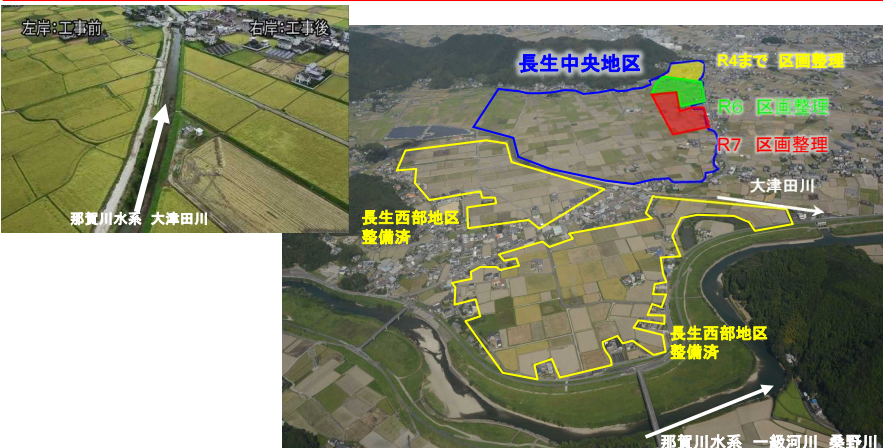 左岸：工事前
右岸：工事後
那賀川水系 大津田川
長生中央地区
R4まで 区画整理
R6 区画整理
R7 区画整理
大津田川
長生西部地区
整備済
長生西部地区
整備済
那賀川水系 一級河川 桑野川